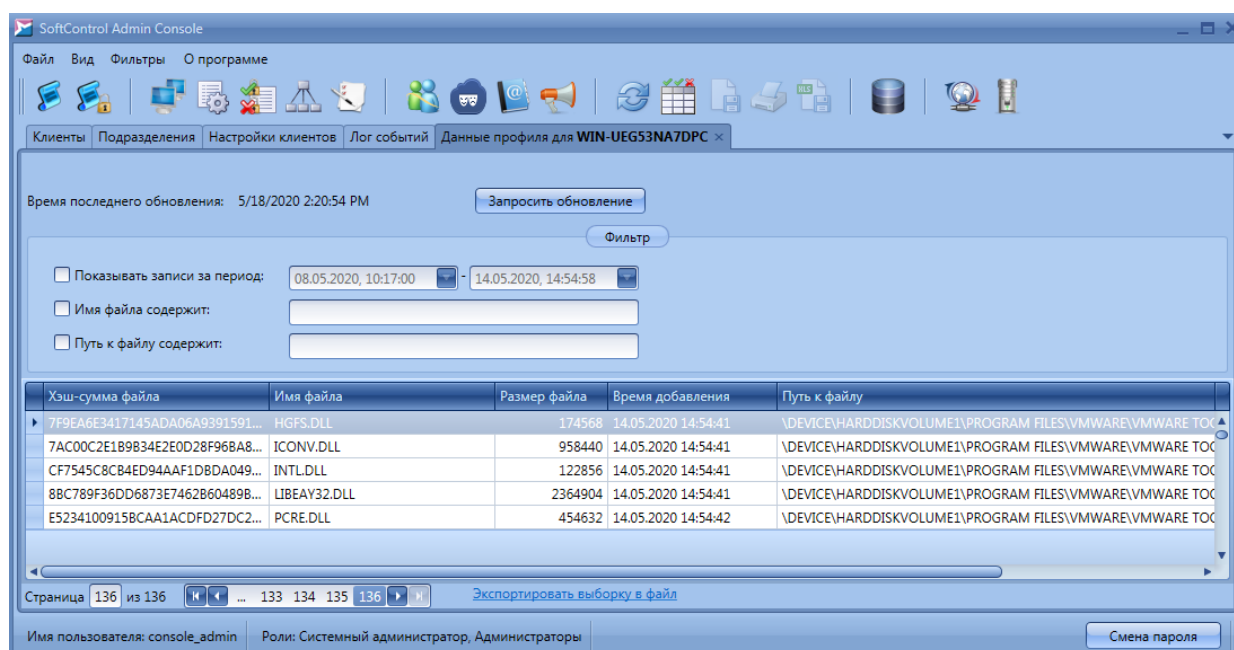 SoftControl Admin Console
Файл Вид Фильтры О программе
Клиенты Подразделения Настройки клиентов Лог событий Данные профиля для WIN-UEG53NA7DPC ×
Время последнего обновления: 5/18/2020 2:20:54 PM Запросить обновление
Фильтр
Показывать записи за период: 08.05.2020, 10:17:00 - 14.05.2020, 14:54:58
Имя файла содержит:
Путь к файлу содержит:
Хэш-сумма файла Имя файла Размер файла Время добавления Путь к файлу
7F9EA6E3417145ADA06A9391591... HGFS.DLL 174568 14.05.2020 14:54:41 \DEVICE\HARDDISKVOLUME1\PROGRAM FILES\VMWARE\VMWARE TOO
7AC00C2E1B9B34E2E0D28F96BA8... ICONV.DLL 958440 14.05.2020 14:54:41 \DEVICE\HARDDISKVOLUME1\PROGRAM FILES\VMWARE\VMWARE TOO
CF7545C8CB4ED94AAF1DBDA049... INTL.DLL 122856 14.05.2020 14:54:41 \DEVICE\HARDDISKVOLUME1\PROGRAM FILES\VMWARE\VMWARE TOO
8BC789F36DD6873E7462B60489B... LIBEAY32.DLL 2364904 14.05.2020 14:54:41 \DEVICE\HARDDISKVOLUME1\PROGRAM FILES\VMWARE\VMWARE TOO
E5234100915BCAA1ACDFD27DC2... PCRE.DLL 454632 14.05.2020 14:54:42 \DEVICE\HARDDISKVOLUME1\PROGRAM FILES\VMWARE\VMWARE TOO
Страница 136 из 136 ... 133 134 135 136 Экспортировать выборку в файл
Имя пользователя: console_admin Роли: Системный администратор, Администраторы Смена пароля